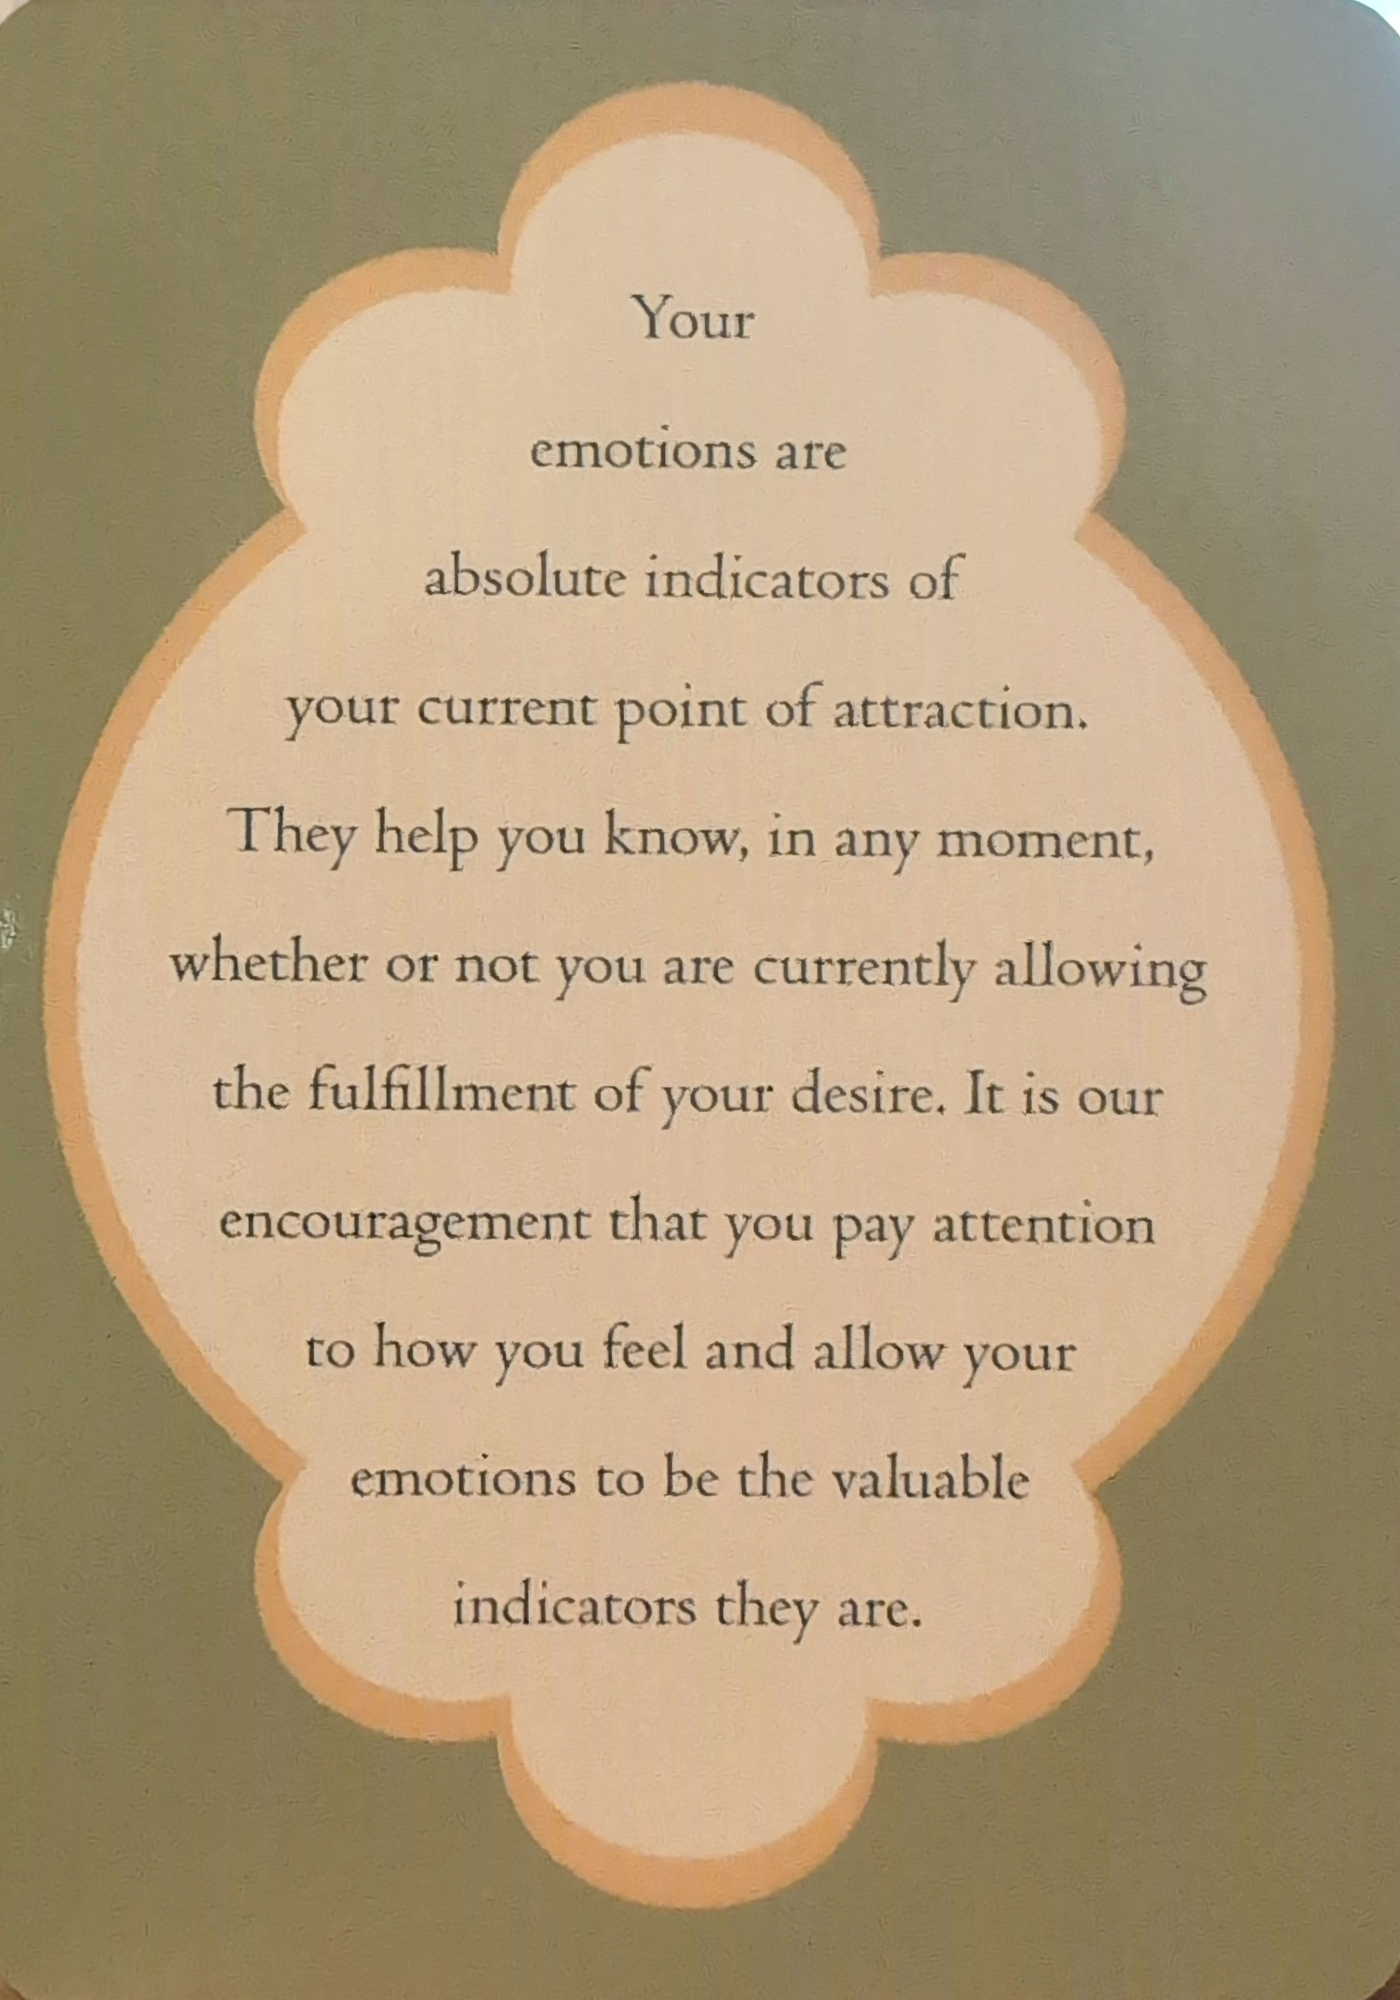 Your
emotions are
absolute indicators of
your current point of attraction.
They help you know, in any moment,
whether or not you are currently allowing
the fulfillment of your desire. It is our
encouragement that you pay attention
to how you feel and allow your
emotions to be the valuable
indicators they are.